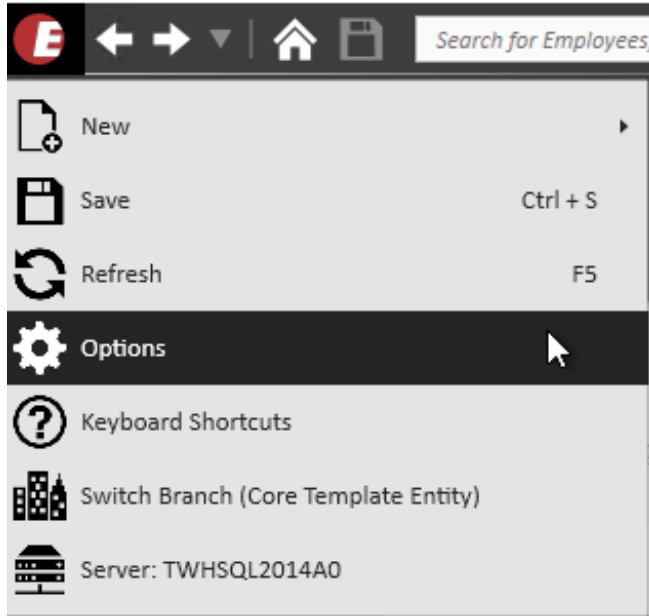 E
Search for Employees,
New
Save Ctrl + S
Refresh F5
Options
? Keyboard Shortcuts
Switch Branch (Core Template Entity)
Server: TWHSQL2014A0